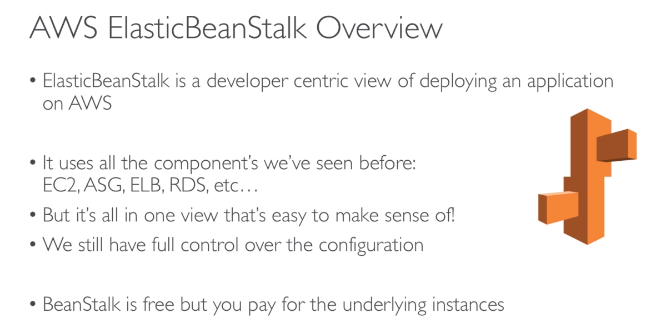 AWS ElasticBeanStalk Overview
• ElasticBeanStalk is a developer centric view of deploying an application
on AWS
• It uses all the component's we've seen before:
EC2, ASG, ELB, RDS, etc…
• But it's all in one view that's easy to make sense of!
• We still have full control over the configuration
• BeanStalk is free but you pay for the underlying instances